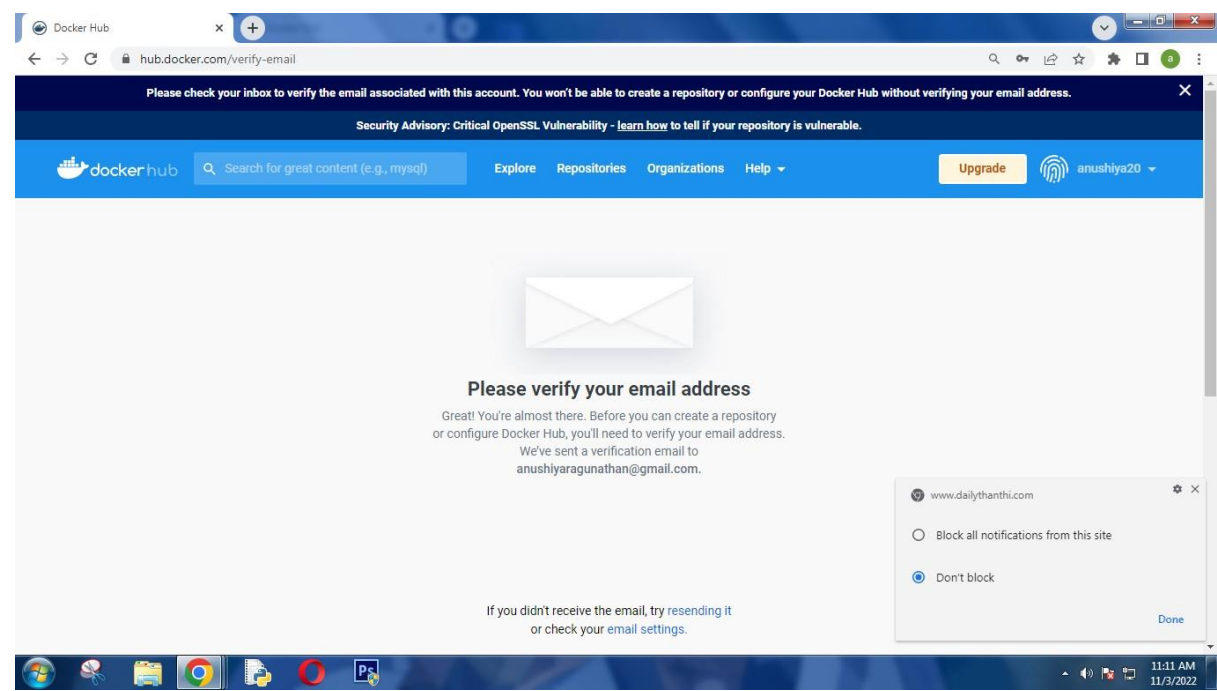 Docker Hub
hub.docker.com/verify-email
a
Please check your inbox to verify the email associated with this account. You won't be able to create a repository or configure your Docker Hub without verifying your email address.
Security Advisory: Critical OpenSSL Vulnerability - learn how to tell if your repository is vulnerable.
dockerhub Search for great content (e.g., mysql) Explore Repositories Organizations Help Upgrade anushiya20
Please verify your email address
Great! You're almost there. Before you can create a repository
or configure Docker Hub, you'll need to verify your email address.
We've sent a verification email to
anushiyaragunathan@gmail.com.
www.dailythanthi.com
Block all notifications from this site
Don't block
Done
If you didn't receive the email, try resending it
or check your email settings.
Ps
11:11 AM
11/3/2022